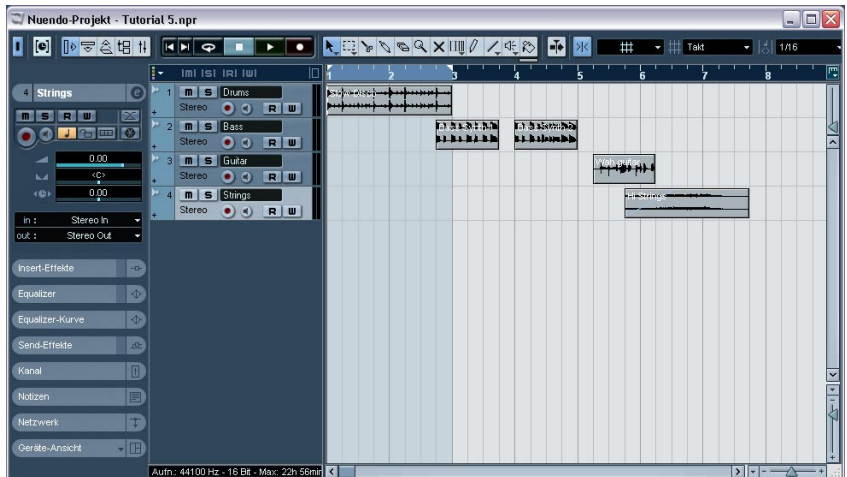 Nuendo-Projekt - Tutorial 5.npr
Takt 1/16
1 2 3 4 5 6 7 8
4 Strings
M S R W
0.00
<C>
0.00
in : Stereo In
out : Stereo Out
Insert-Effekte
Equalizer
Equalizer-Kurve
Send-Effekte
Kanal
Notizen
Netzwerk
Geräte-Ansicht
M S R W
1 M S Drums
Stereo R W
2 M S Bass
Stereo R W
3 M S Guitar
Stereo R W
4 M S Strings
Stereo R W
Wah guitar
Hi Strings
Aufn.: 44100 Hz - 16 Bit - Max: 22h 56min